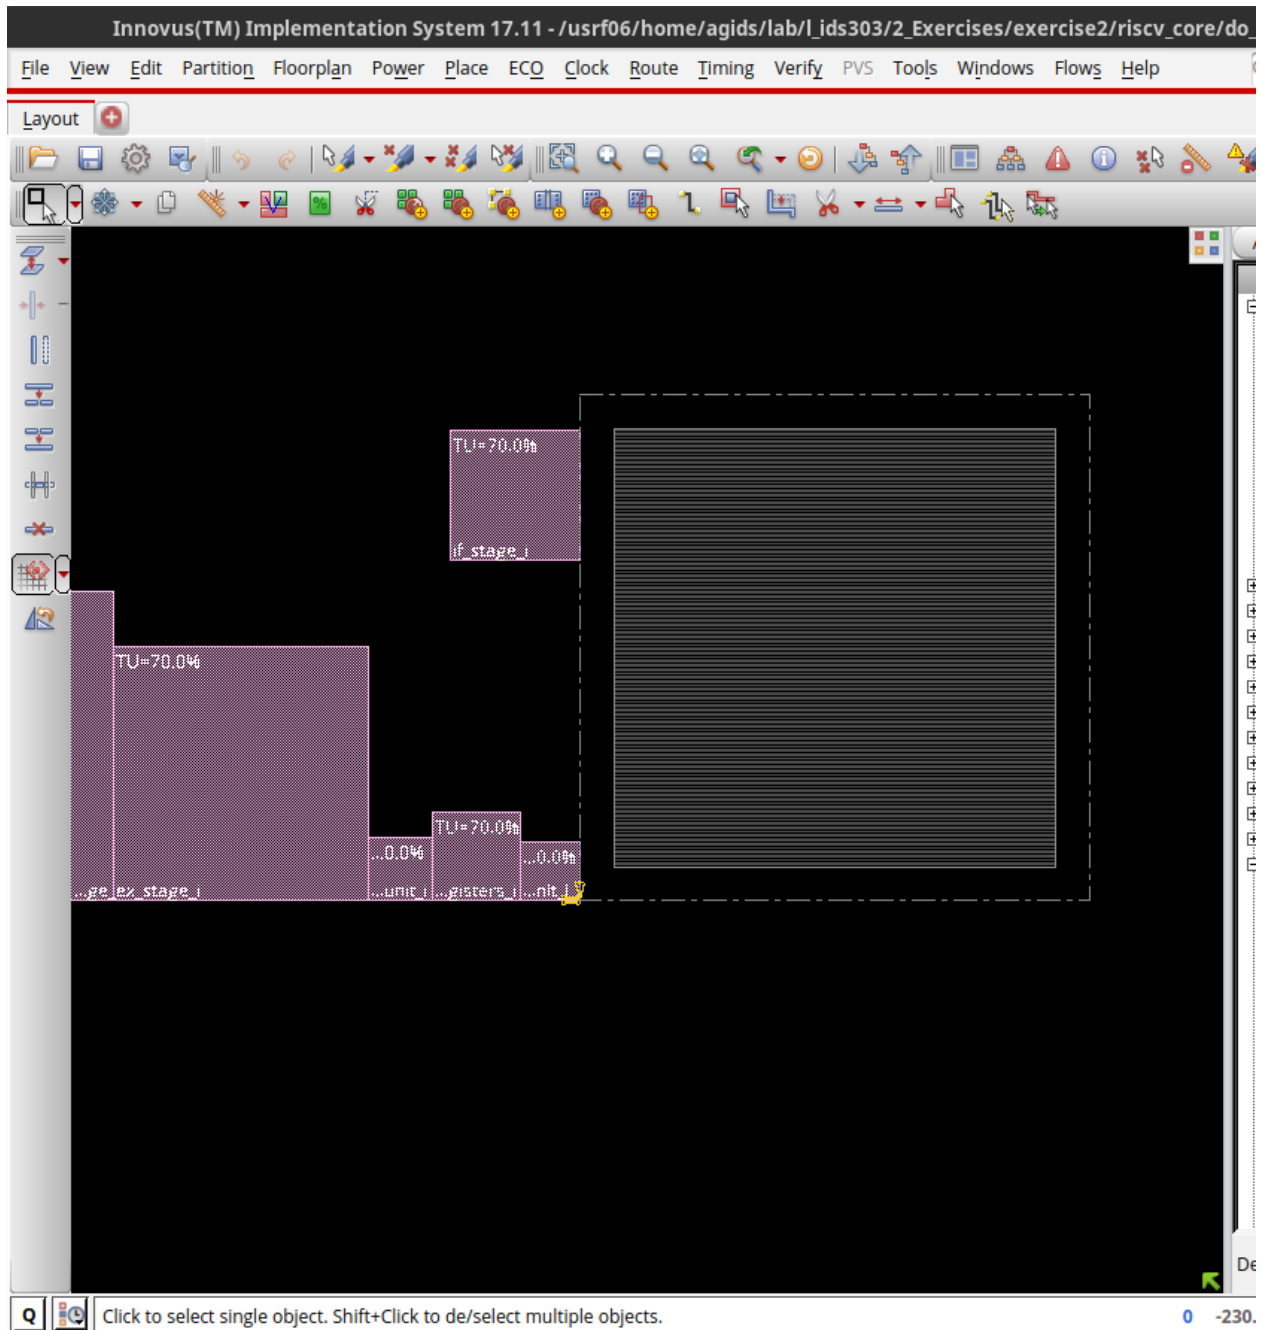 Innovus(TM) Implementation System 17.11 - /usrf06/home/agids/lab/l_ids303/2_Exercises/exercise2/riscv_core/do_
File View Edit Partition Floorplan Power Place ECO Clock Route Timing Verify PVS Tools Windows Flows Help
Layout
TU=70.0%
if_stage_i
TU=70.0%
TU=70.0%
...0.0%
...0.0%
...ge_ ex_stage_i ...unit_i ...gisters_i ...nit_i
De
Q Click to select single object. Shift+Click to de/select multiple objects. 0 -230.